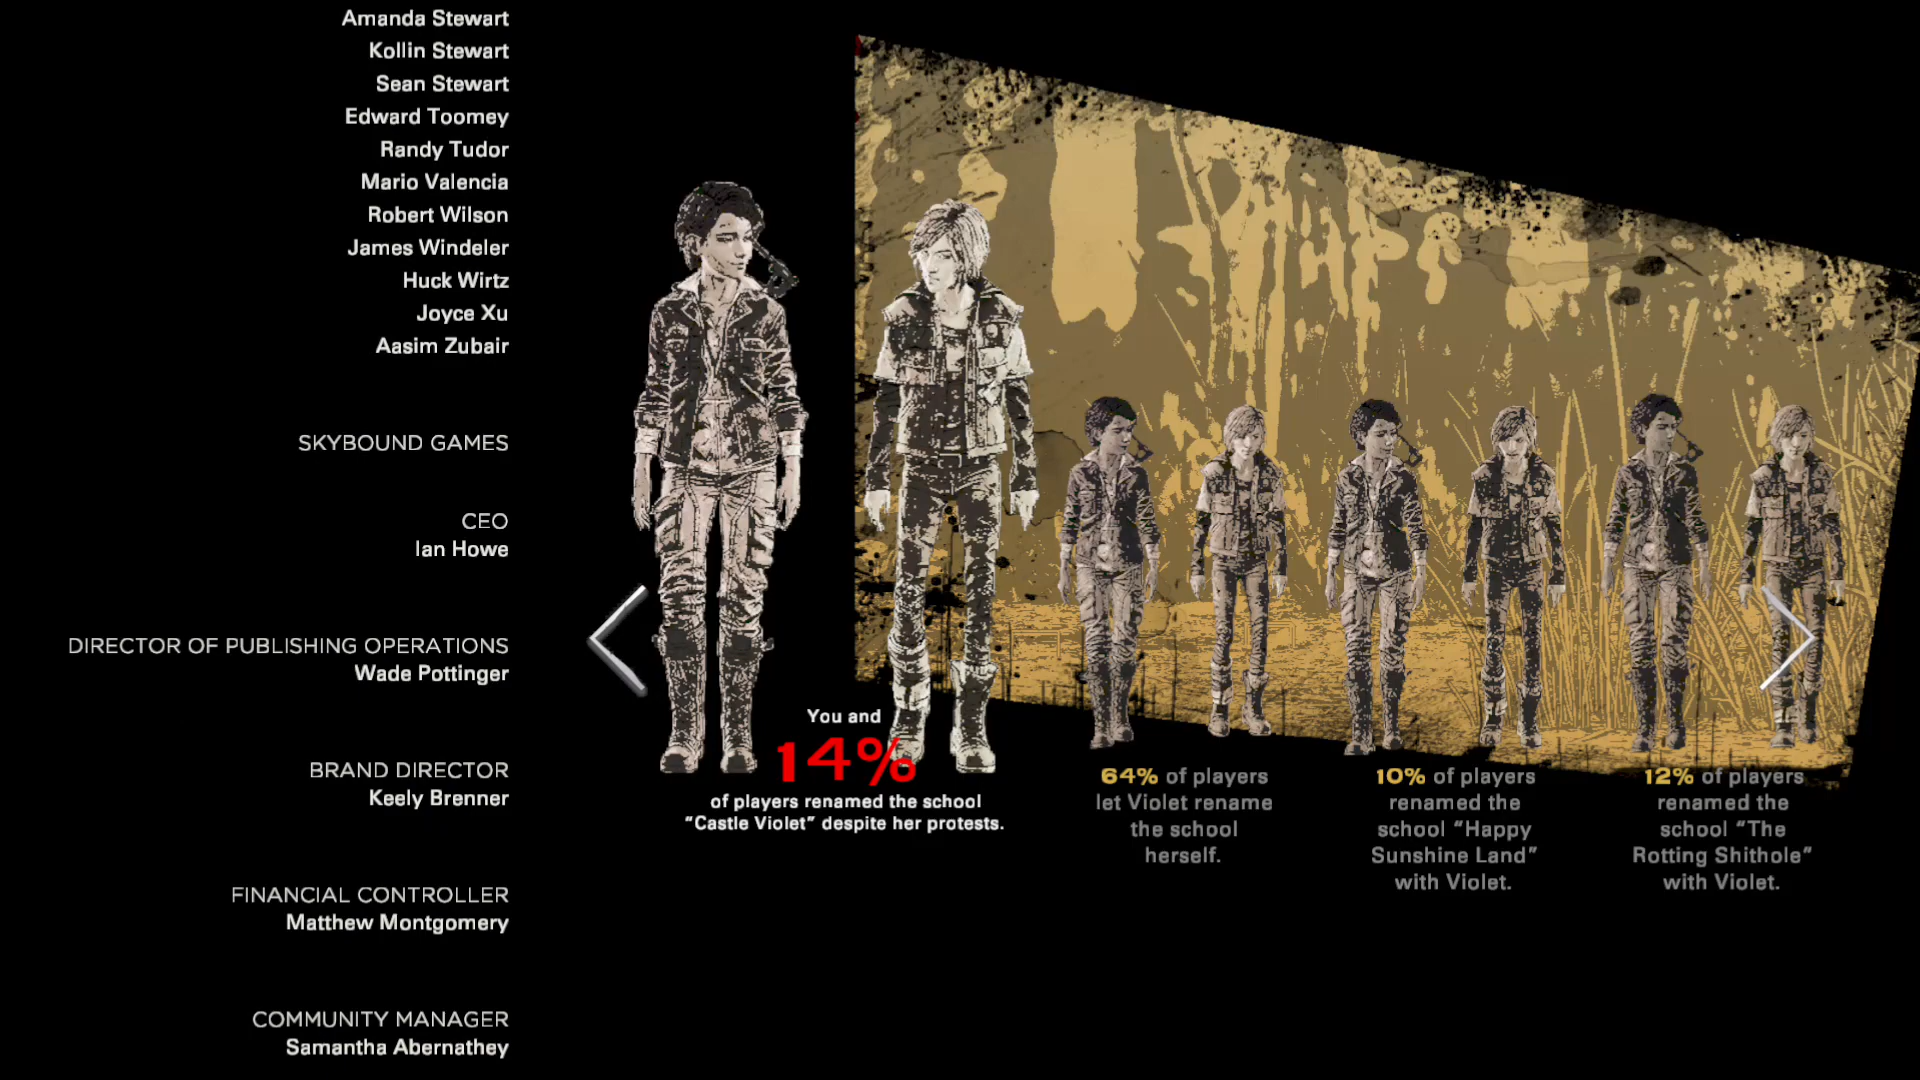 Amanda Stewart
Kollin Stewart
Sean Stewart
Edward Toomey
Randy Tudor
Mario Valencia
Robert Wilson
James Windeler
Huck Wirtz
Joyce Xu
Aasim Zubair
SKYBOUND GAMES
CEO
Ian Howe
DIRECTOR OF PUBLISHING OPERATIONS
Wade Pottinger
BRAND DIRECTOR
Keely Brenner
FINANCIAL CONTROLLER
Matthew Montgomery
COMMUNITY MANAGER
Samantha Abernathey
You and
14%
of players renamed the school
“Castle Violet” despite her protests.
64% of players
let Violet rename
the school
herself.
10% of players
renamed the
school “Happy
Sunshine Land”
with Violet.
12% of players
renamed the
school “The
Rotting Shithole”
with Violet.